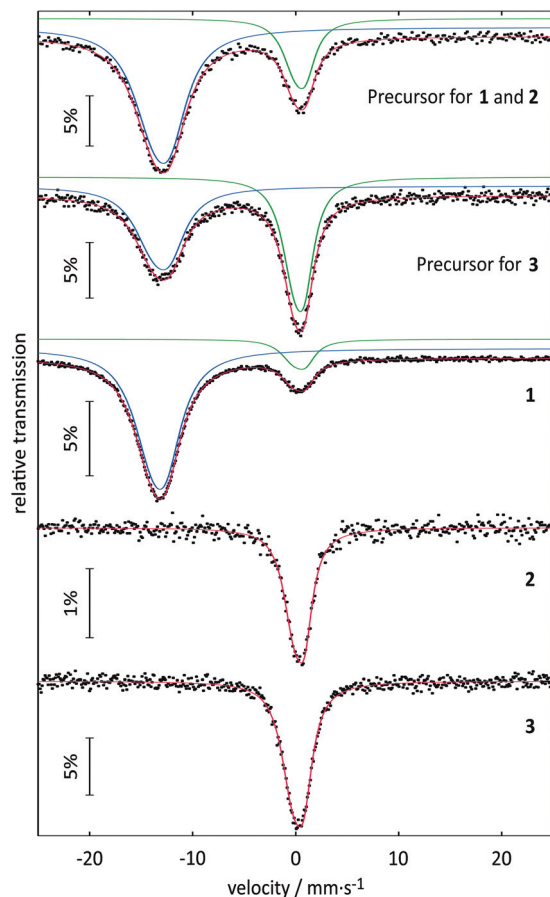 5%
Precursor for 1 and 2
5%
Precursor for 3
relative transmission
5%
1
1%
2
5%
3
-20 -10 0 10 20
velocity / mm·s-1